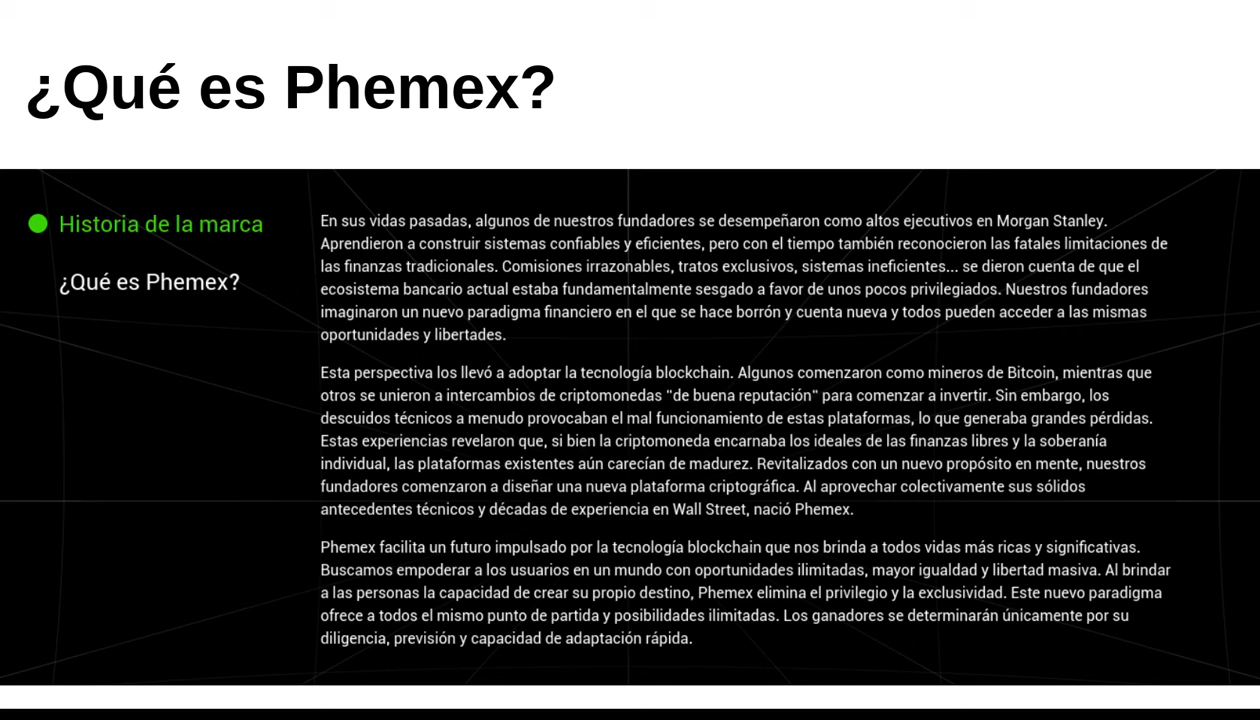 ¿Qué es Phemex?
Historia de la marca
¿Qué es Phemex?
En sus vidas pasadas, algunos de nuestros fundadores se desempeñaron como altos ejecutivos en Morgan Stanley.
Aprendieron a construir sistemas confiables y eficientes, pero con el tiempo también reconocieron las fatales limitaciones de
las finanzas tradicionales. Comisiones irrazonables, tratos exclusivos, sistemas ineficientes... se dieron cuenta de que el
ecosistema bancario actual estaba fundamentalmente sesgado a favor de unos pocos privilegiados. Nuestros fundadores
imaginaron un nuevo paradigma financiero en el que se hace borrón y cuenta nueva y todos pueden acceder a las mismas
oportunidades y libertades.
Esta perspectiva los llevó a adoptar la tecnología blockchain. Algunos comenzaron como mineros de Bitcoin, mientras que
otros se unieron a intercambios de criptomonedas "de buena reputación" para comenzar a invertir. Sin embargo, los
descuidos técnicos a menudo provocaban el mal funcionamiento de estas plataformas, lo que generaba grandes pérdidas.
Estas experiencias revelaron que, si bien la criptomoneda encarnaba los ideales de las finanzas libres y la soberanía
individual, las plataformas existentes aún carecían de madurez. Revitalizados con un nuevo propósito en mente, nuestros
fundadores comenzaron a diseñar una nueva plataforma criptográfica. Al aprovechar colectivamente sus sólidos
antecedentes técnicos y décadas de experiencia en Wall Street, nació Phemex.
Phemex facilita un futuro impulsado por la tecnología blockchain que nos brinda a todos vidas más ricas y significativas.
Buscamos empoderar a los usuarios en un mundo con oportunidades ilimitadas, mayor igualdad y libertad masiva. Al brindar
a las personas la capacidad de crear su propio destino, Phemex elimina el privilegio y la exclusividad. Este nuevo paradigma
ofrece a todos el mismo punto de partida y posibilidades ilimitadas. Los ganadores se determinarán únicamente por su
diligencia, previsión y capacidad de adaptación rápida.